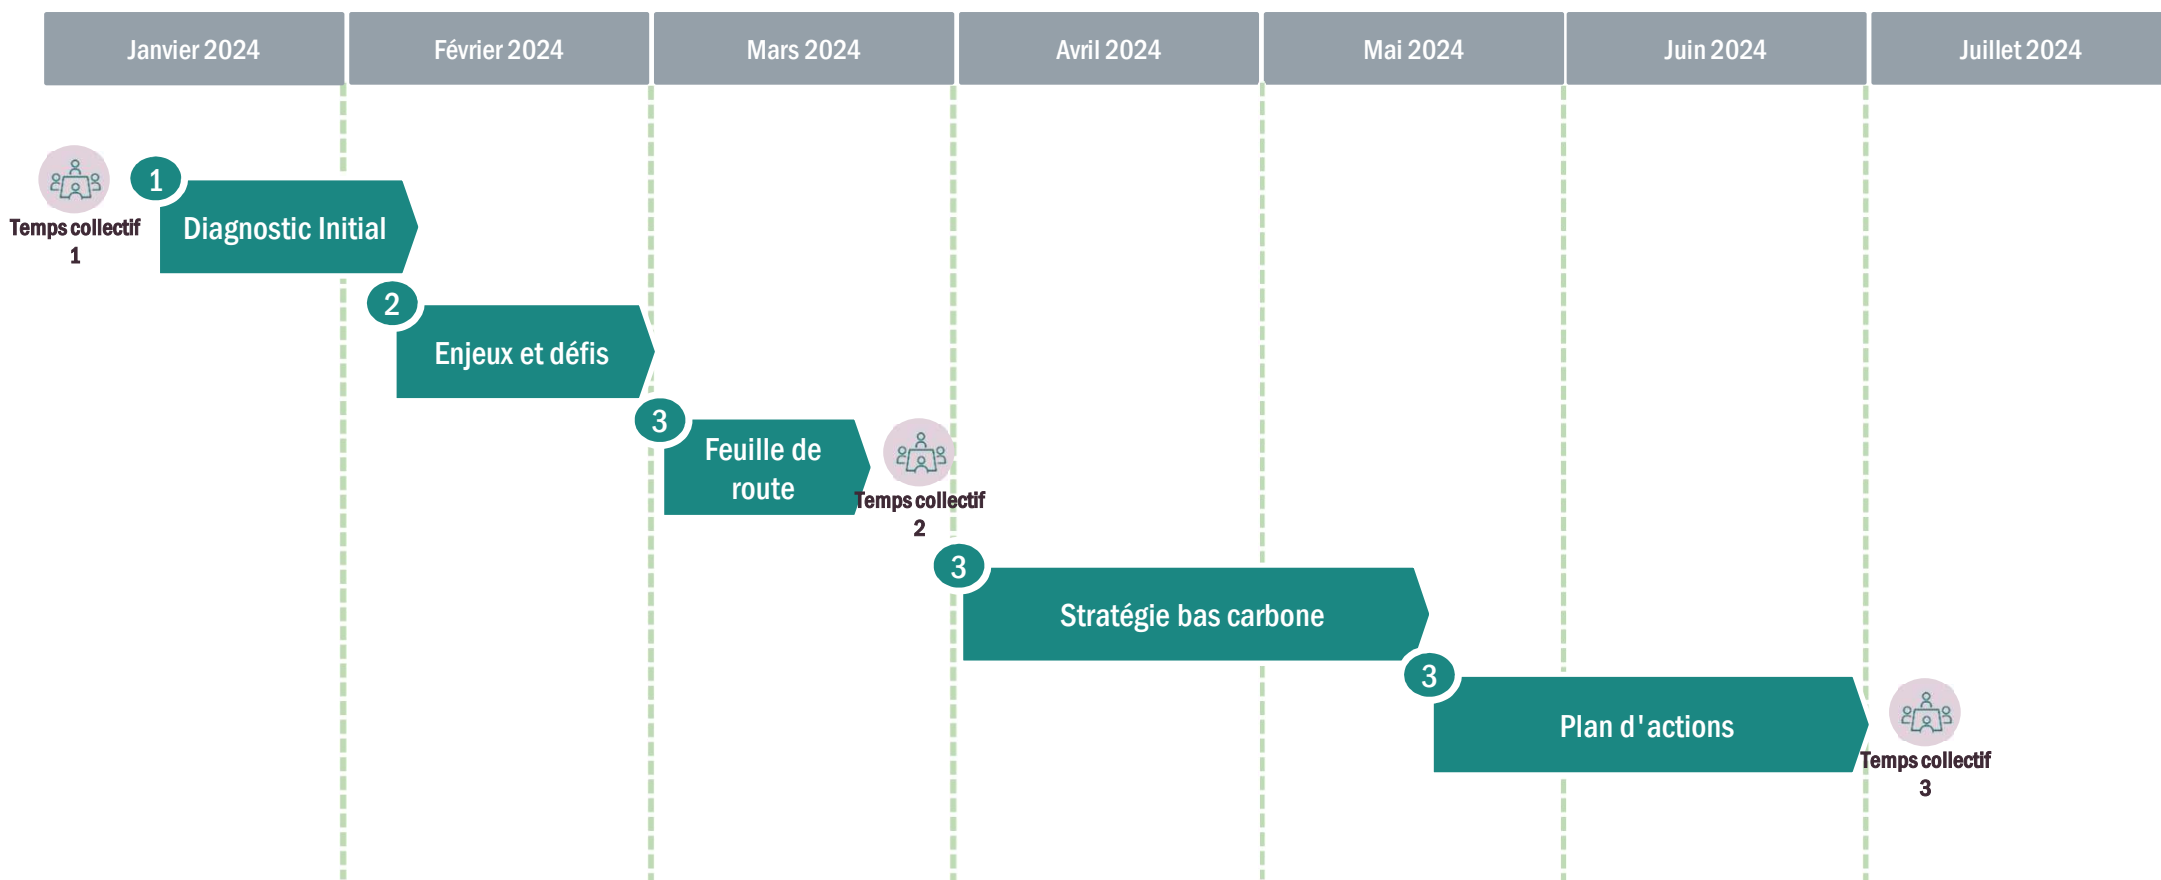 Janvier 2024
Février 2024
Mars 2024
Avril 2024
Mai 2024
Juin 2024
Juillet 2024
Temps collectif
1
1
Diagnostic Initial
2
Enjeux et défis
3
Feuille de
route
Temps collectif
2
3
Stratégie bas carbone
3
Plan d'actions
Temps collectif
3